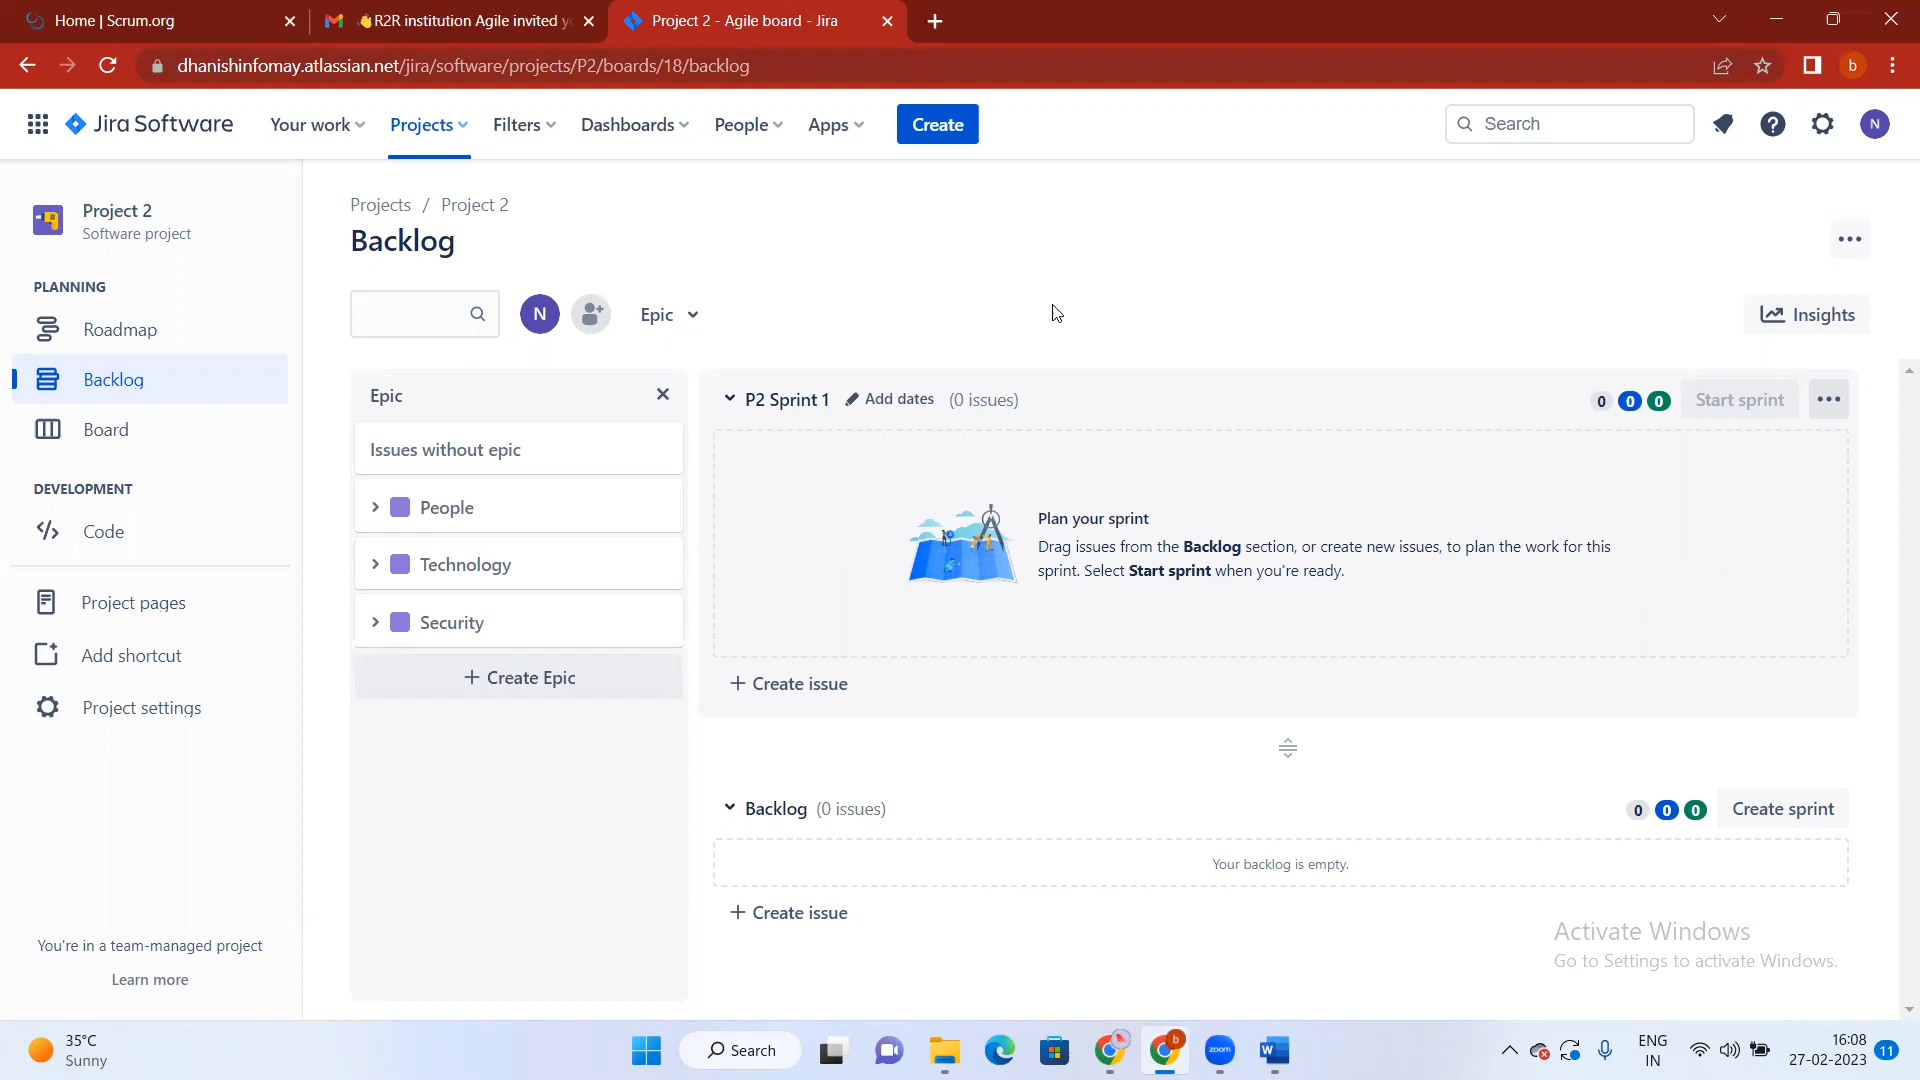 Home | Scrum.org
R2R institution Agile invited y
Project 2 - Agile board - Jira
dhanishinfomay.atlassian.net/jira/software/projects/P2/boards/18/backlog
b
Jira Software
Your work
Projects
Filters
Dashboards
People
Apps
Create
Search
N
Project 2
Software project
PLANNING
Roadmap
Backlog
Board
DEVELOPMENT
Code
Project pages
Add shortcut
Project settings
You're in a team-managed project
Learn more
Projects / Project 2
Backlog
N
Epic
Insights
Epic
Issues without epic
People
Technology
Security
+ Create Epic
P2 Sprint 1 Add dates (0 issues)
0 0 0 Start sprint
Plan your sprint
Drag issues from the Backlog section, or create new issues, to plan the work for this
sprint. Select Start sprint when you're ready.
+ Create issue
Backlog (0 issues)
0 0 0 Create sprint
Your backlog is empty.
+ Create issue
Activate Windows
Go to Settings to activate Windows.
35°C
Sunny
Search
b
zoom
W
ENG
IN
16:08
27-02-2023
11